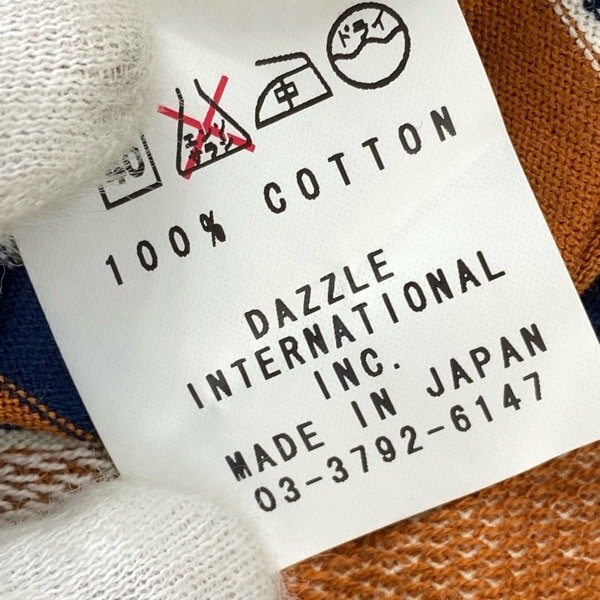 40
エンソ
サラシ
中
ドライ
100% COTTON
DAZZLE
INTERNATIONAL
INC.
MADE IN JAPAN
03-3792-6147